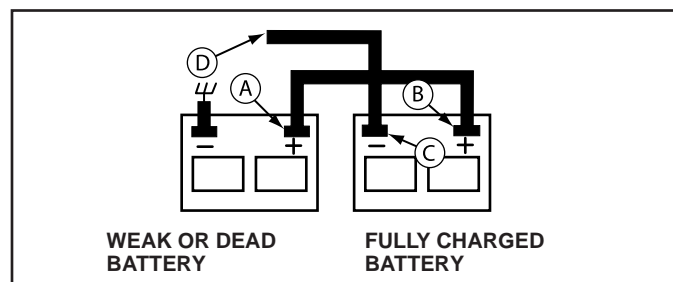 D
A
B
C
− +
− +
WEAK OR DEAD
BATTERY
FULLY CHARGED
BATTERY